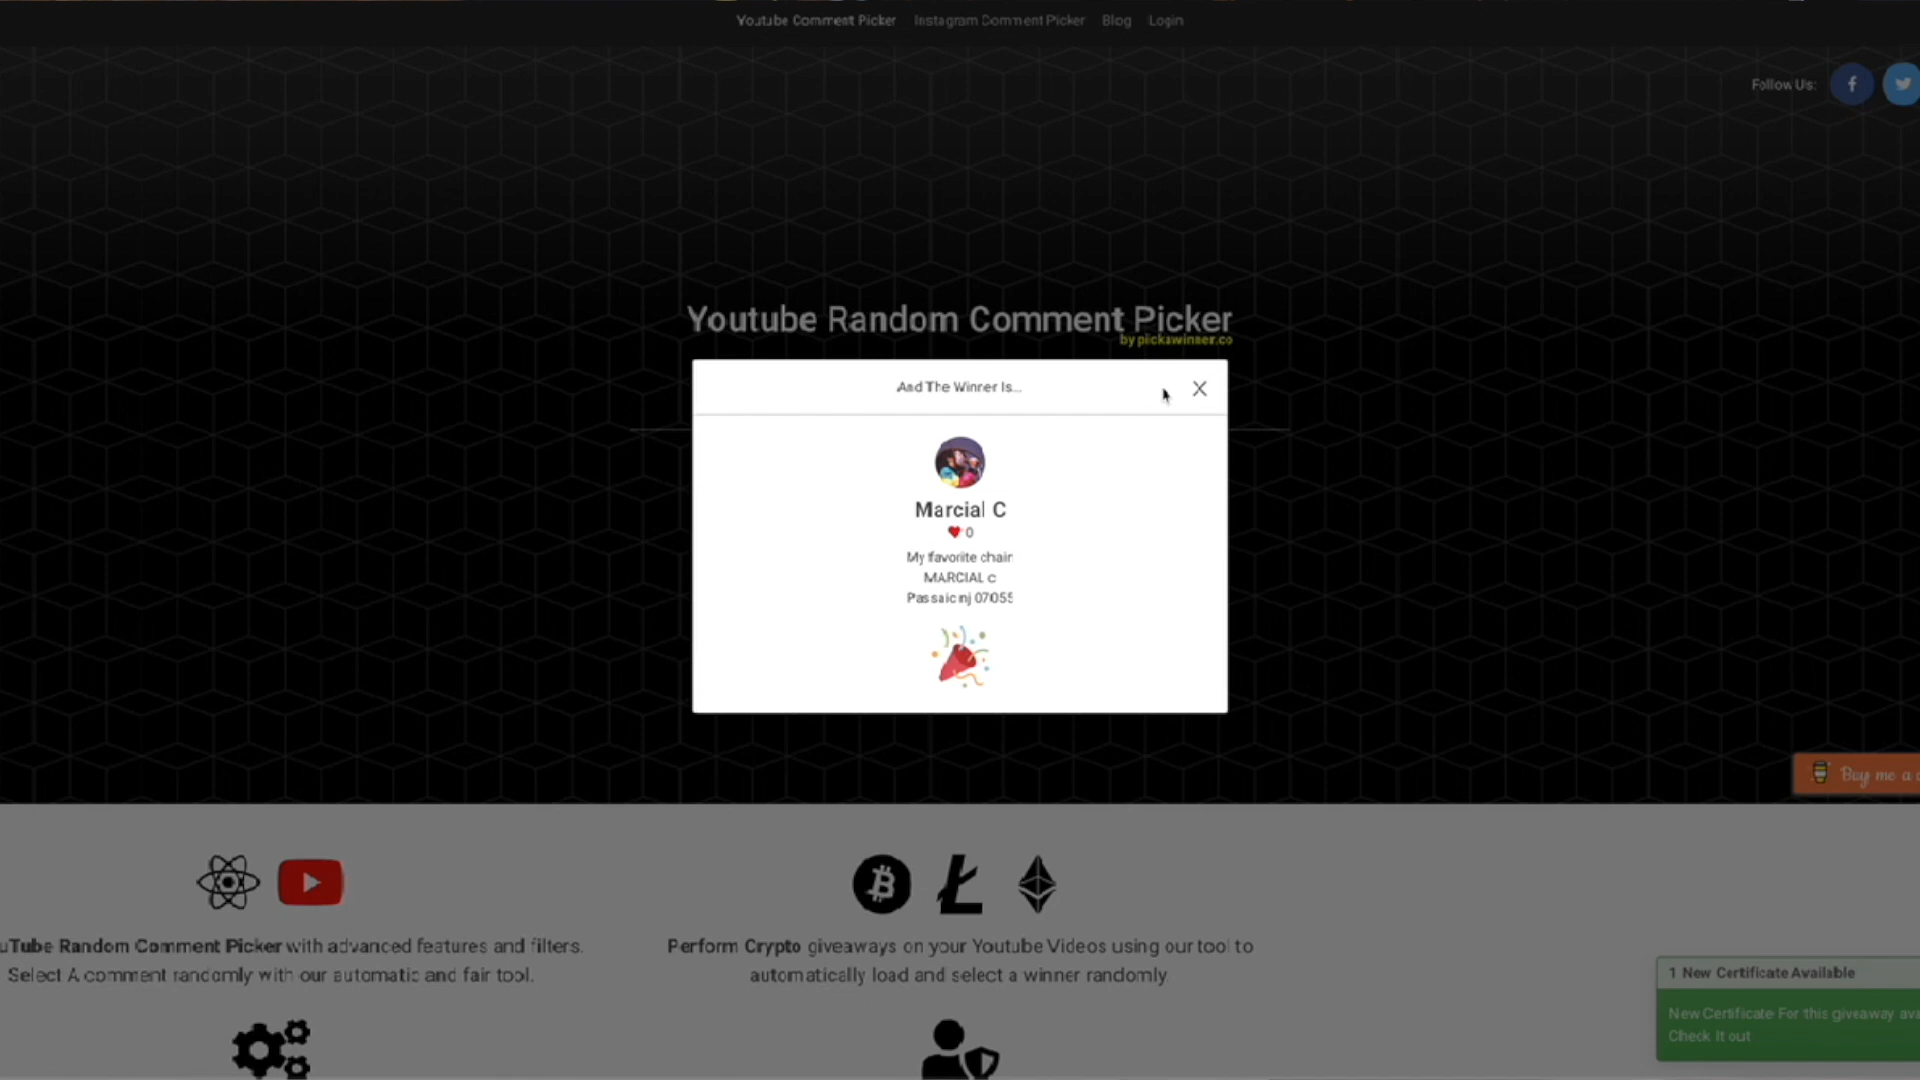 Youtube Comment Picker Instagram Comment Picker Blog Login
Follow Us:
Youtube Random Comment Picker
by pickawinner.co
And The Winner Is...
Marcial C
0
My favorite chain
MARCIAL c
Passaic nj 07055
Buy me a
uTube Random Comment Picker with advanced features and filters.
Select A comment randomly with our automatic and fair tool.
Perform Crypto giveaways on your Youtube Videos using our tool to
automatically load and select a winner randomly.
1 New Certificate Available
New Certificate For this giveaway ava
Check It out